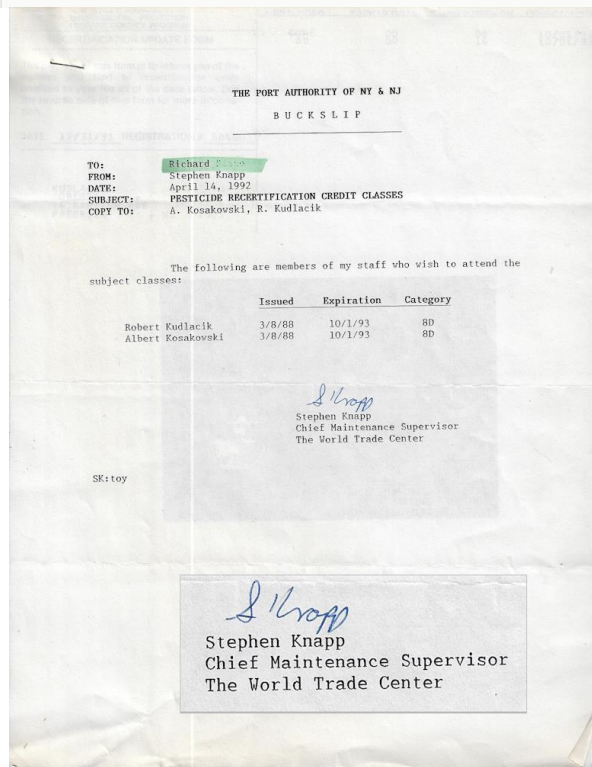 THE PORT AUTHORITY OF NY & NJ
BUCKSLIP
TO: Richard
FROM: Stephen Knapp
DATE: April 14, 1992
SUBJECT: PESTICIDE RECERTIFICATION CREDIT CLASSES
COPY TO: A. Kosakowski, R. Kudlacik
The following are members of my staff who wish to attend the
subject classes:
Issued Expiration Category
Robert Kudlacik 3/8/88 10/1/93 8D
Albert Kosakovski 3/8/88 10/1/93 8D
S Knapp
Stephen Knapp
Chief Maintenance Supervisor
The World Trade Center
SK:toy
S Knapp
Stephen Knapp
Chief Maintenance Supervisor
The World Trade Center